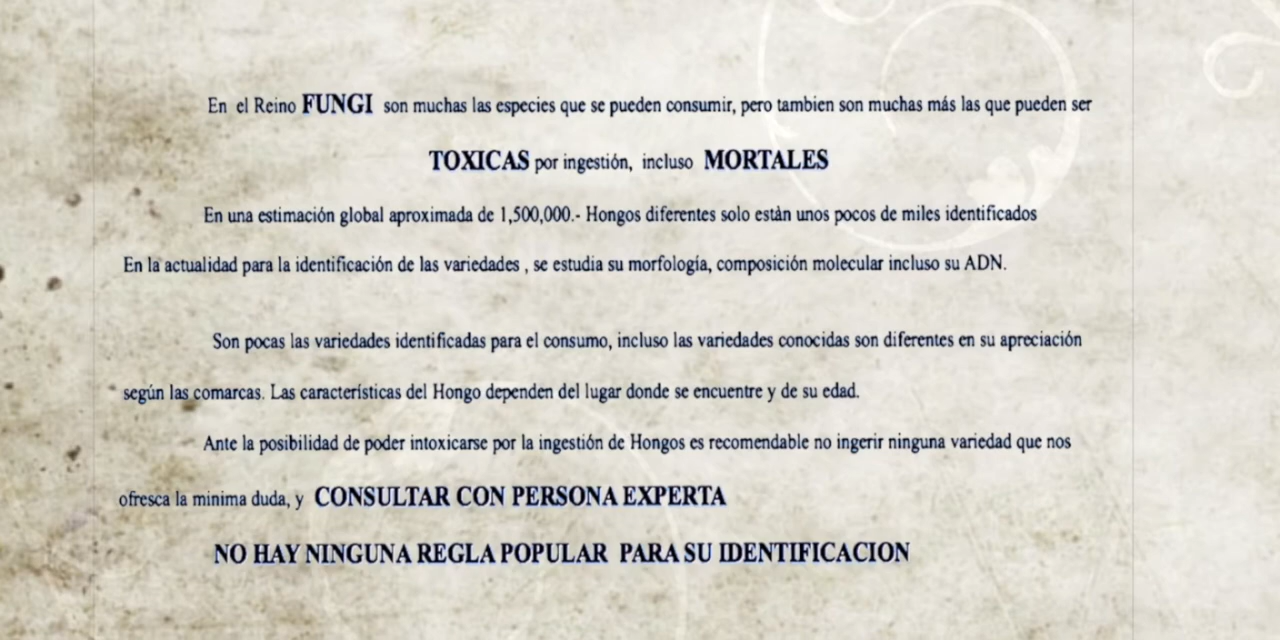 En el Reino FUNGI son muchas las especies que se pueden consumir, pero tambien son muchas más las que pueden ser
TOXICAS por ingestión, incluso MORTALES
En una estimación global aproximada de 1,500,000.- Hongos diferentes solo estàn unos pocos de miles identificados
En la actualidad para la identificación de las variedades , se estudia su morfología, composición molecular incluso su ADN.
Son pocas las variedades identificadas para el consumo, incluso las variedades conocidas son diferentes en su apreciación
según las comarcas. Las características del Hongo dependen del lugar donde se encuentre y de su edad.
Ante la posibilidad de poder intoxicarse por la ingestión de Hongos es recomendable no ingerir ninguna variedad que nos
ofresca la minima duda, y CONSULTAR CON PERSONA EXPERTA
NO HAY NINGUNA REGLA POPULAR PARA SU IDENTIFICACION